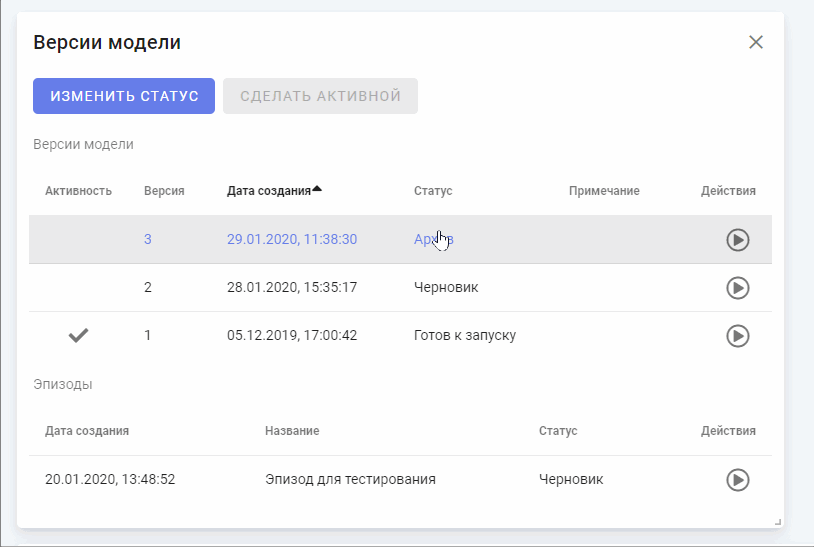 Версии модели
ИЗМЕНИТЬ СТАТУС СДЕЛАТЬ АКТИВНОЙ
Версии модели
Активность Версия Дата создания Статус Примечание Действия
3 29.01.2020, 11:38:30
2 28.01.2020, 15:35:17 Черновик
1 05.12.2019, 17:00:42 Готов к запуску
Эпизоды
Дата создания Название Статус Действия
20.01.2020, 13:48:52 Эпизод для тестирования Черновик